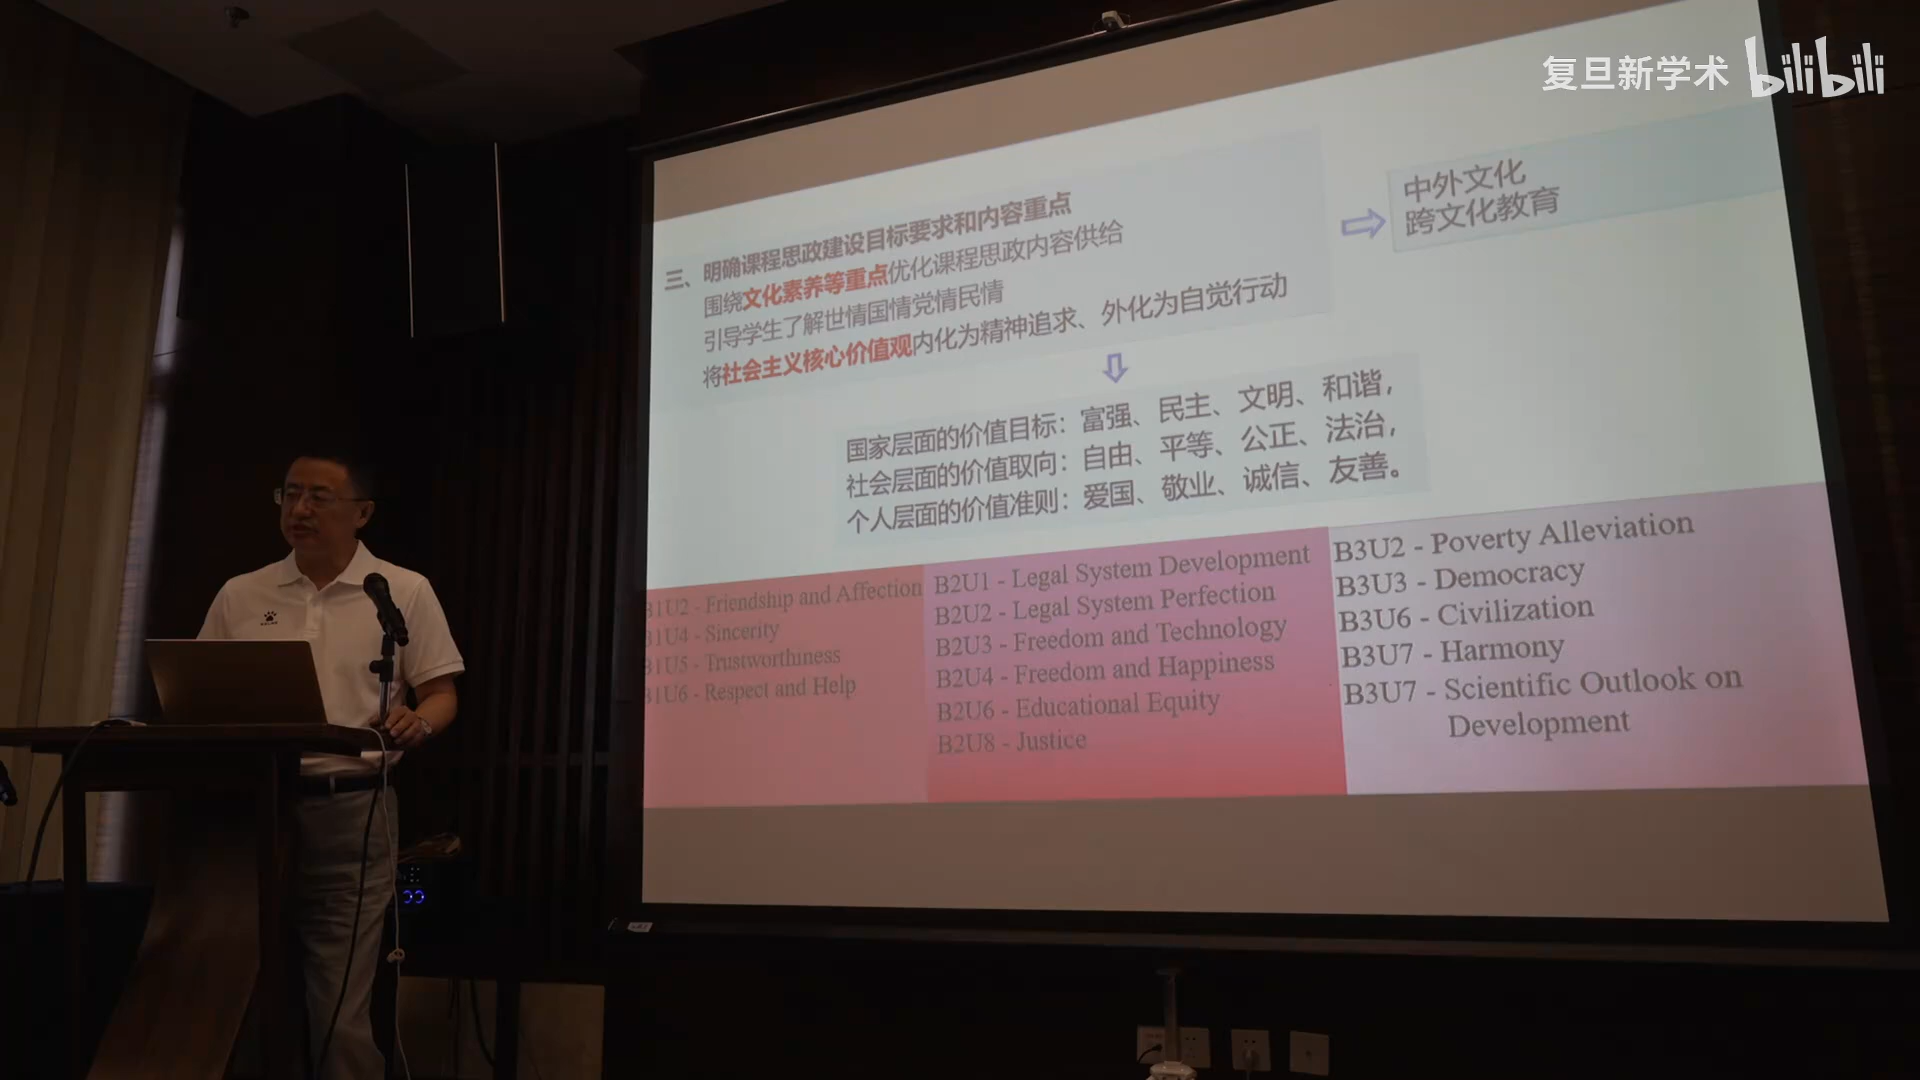 复旦新学术 bilibili
三、明确课程思政建设目标要求和内容重点
围绕文化素养等重点优化课程思政内容供给
引导学生了解世情国情党情民情
将社会主义核心价值观内化为精神追求、外化为自觉行动
中外文化
跨文化教育
国家层面的价值目标：富强、民主、文明、和谐，
社会层面的价值取向：自由、平等、公正、法治，
个人层面的价值准则：爱国、敬业、诚信、友善。
B1U2 - Friendship and Affection
B1U4 - Sincerity
B1U5 - Trustworthiness
B1U6 - Respect and Help
B2U1 - Legal System Development
B2U2 - Legal System Perfection
B2U3 - Freedom and Technology
B2U4 - Freedom and Happiness
B2U6 - Educational Equity
B2U8 - Justice
B3U2 - Poverty Alleviation
B3U3 - Democracy
B3U6 - Civilization
B3U7 - Harmony
B3U7 - Scientific Outlook on
Development